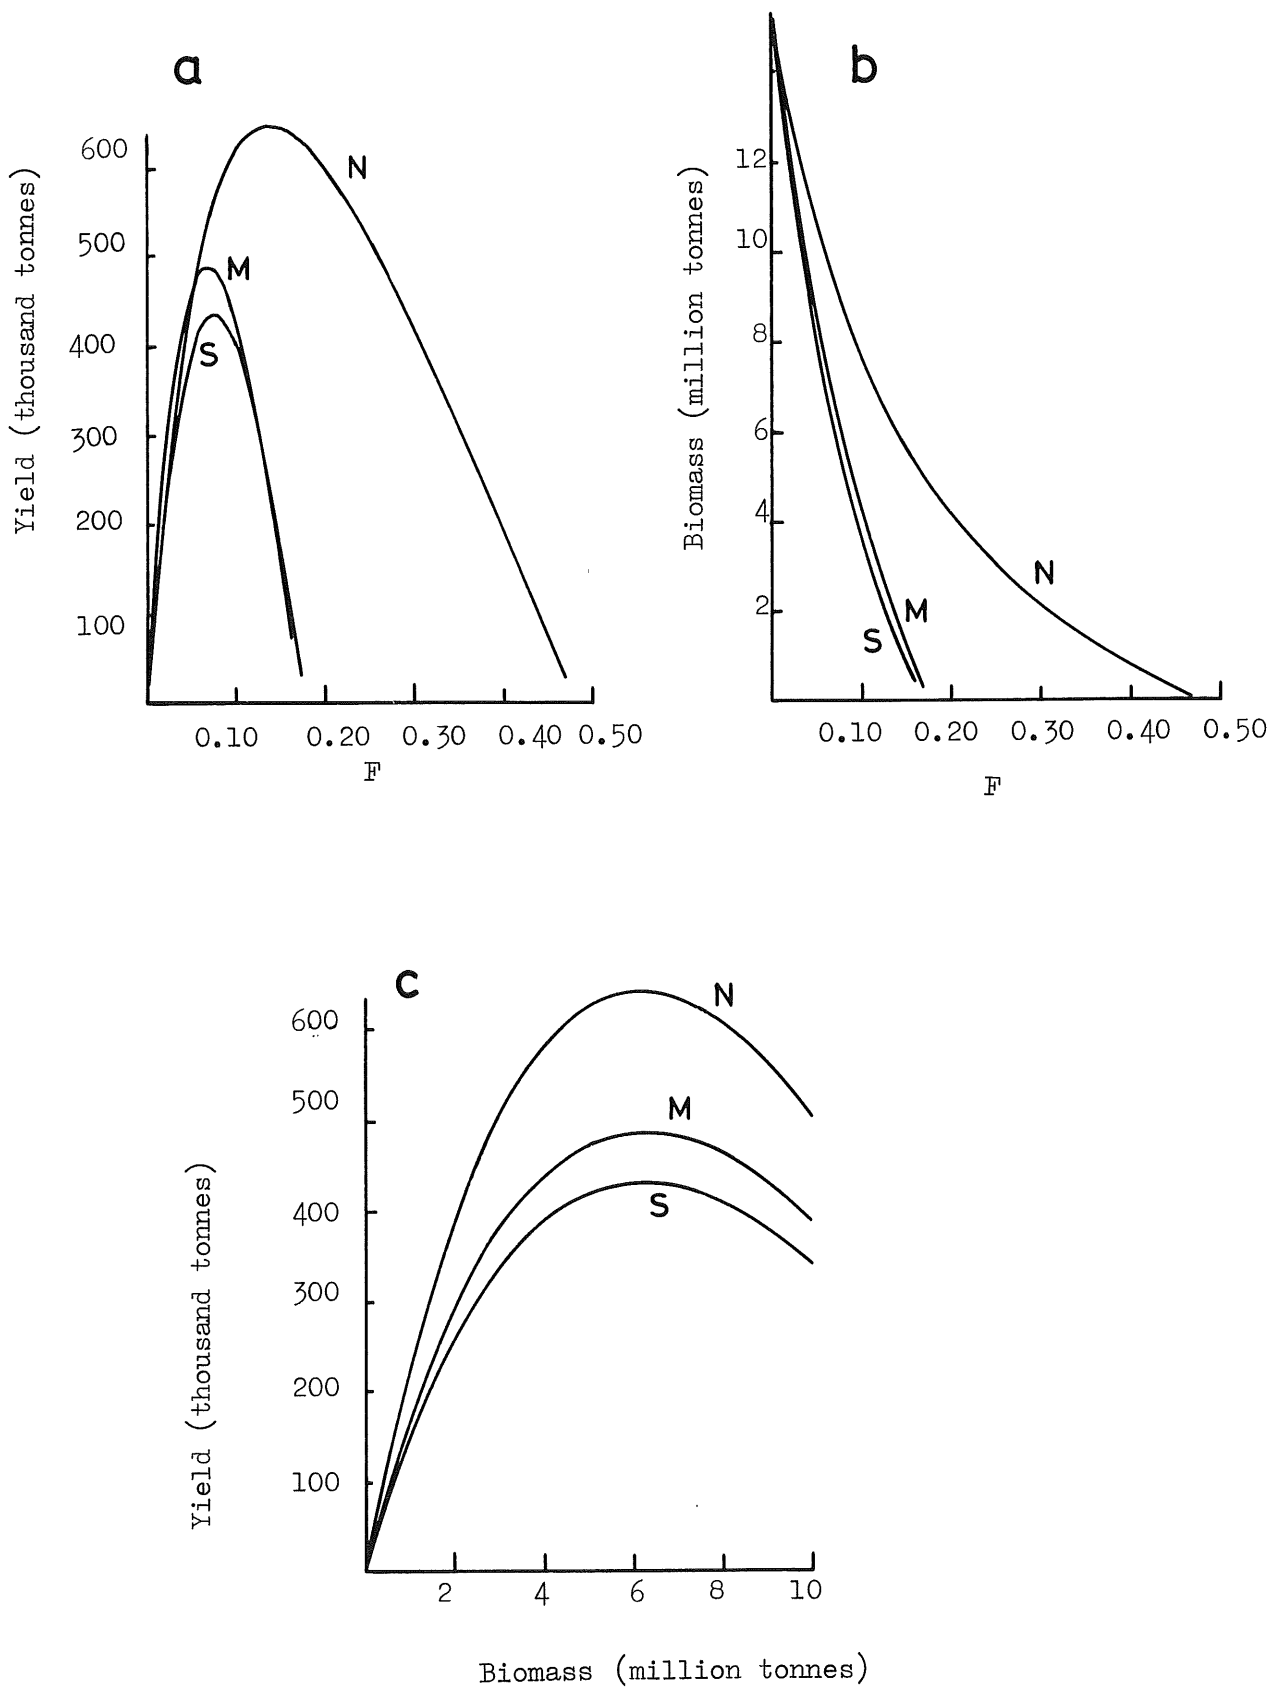 a
Yield (thousand tonnes)
600
500
400
300
200
100
N
M
S
0.10 0.20 0.30 0.40 0.50
F
b
Biomass (million tonnes)
12
10
8
6
4
2
N
M
S
0.10 0.20 0.30 0.40 0.50
F
c
Yield (thousand tonnes)
600
500
400
300
200
100
N
M
S
2 4 6 8 10
Biomass (million tonnes)